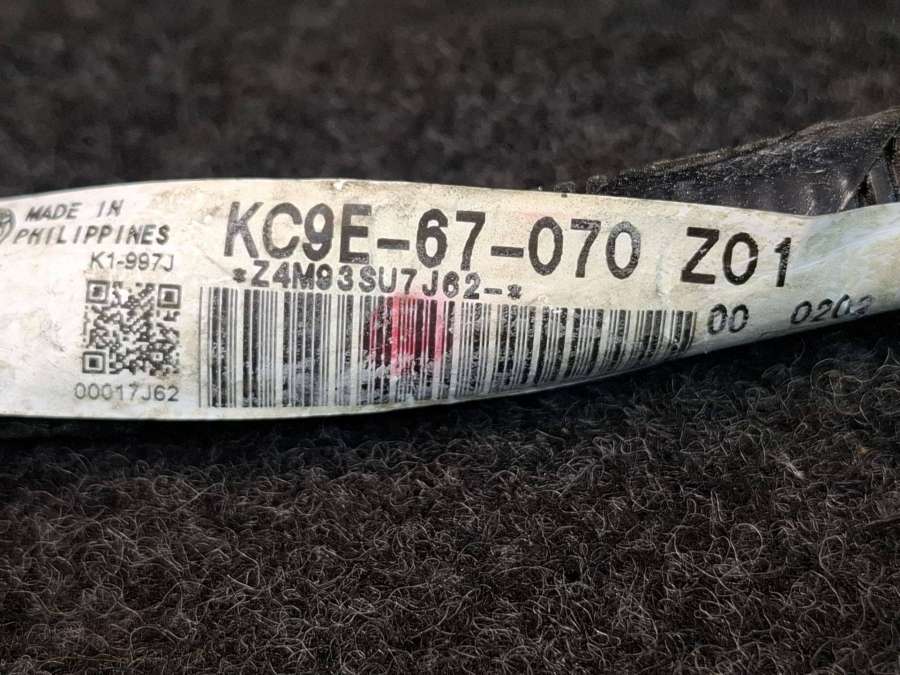 MADE IN
PHILIPPINES
K1-997J
00017J62
KC9E-67-070 Z01
*Z4M93SU7J62-*
00 0202